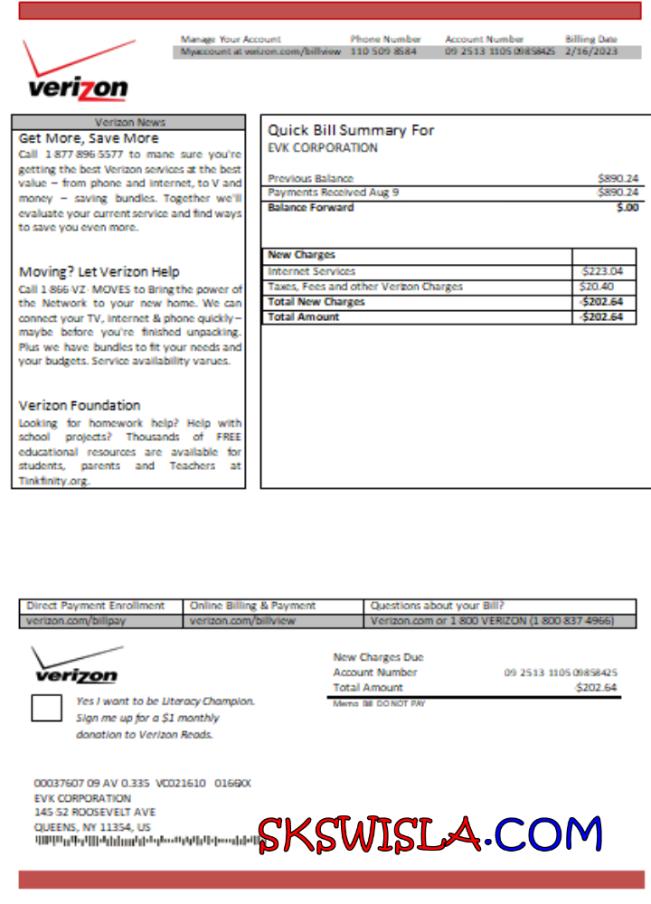 Manage Your Account Phone Number Account Number Billing Date
Myaccount at verizon.com/billview 110 509 8584 09 2513 1105 09858425 2/16/2023
verizon
Verizon News
Get More, Save More
Call 1 877 896 5577 to mane sure you're
getting the best Verizon services at the best
value – from phone and internet, to V and
money – saving bundles. Together we'll
evaluate your current service and find ways
to save you even more.
Moving? Let Verizon Help
Call 1 866 VZ- MOVES to Bring the power of
the Network to your new home. We can
connect your TV, internet & phone quickly –
maybe before you're finished unpacking.
Plus we have bundles to fit your needs and
your budgets. Service availability varues.
Verizon Foundation
Looking for homework help? Help with
school projects? Thousands of FREE
educational resources are available for
students, parents and Teachers at
Tinkfinity.org.
Quick Bill Summary For
EVK CORPORATION
Previous Balance $890.24
Payments Received Aug 9 -$890.24
Balance Forward $.00
New Charges
Internet Services -$223.04
Taxes, Fees and other Verizon Charges $20.40
Total New Charges -$202.64
Total Amount -$202.64
Direct Payment Enrollment Online Billing & Payment Questions about your Bill?
verizon.com/billpay verizon.com/billview Verizon.com or 1 800 VERIZON (1 800 837 4966)
verizon
New Charges Due
Account Number 09 2513 1105 09858425
Total Amount -$202.64
Memo Bill DO NOT PAY
Yes I want to be Literacy Champion.
Sign me up for a $1 monthly
donation to Verizon Reads.
00037607 09 AV 0.335 VC021610
EVK CORPORATION
145 52 ROOSEVELT AVE
QUEENS, NY 11354, US
SKSWISLA.COM